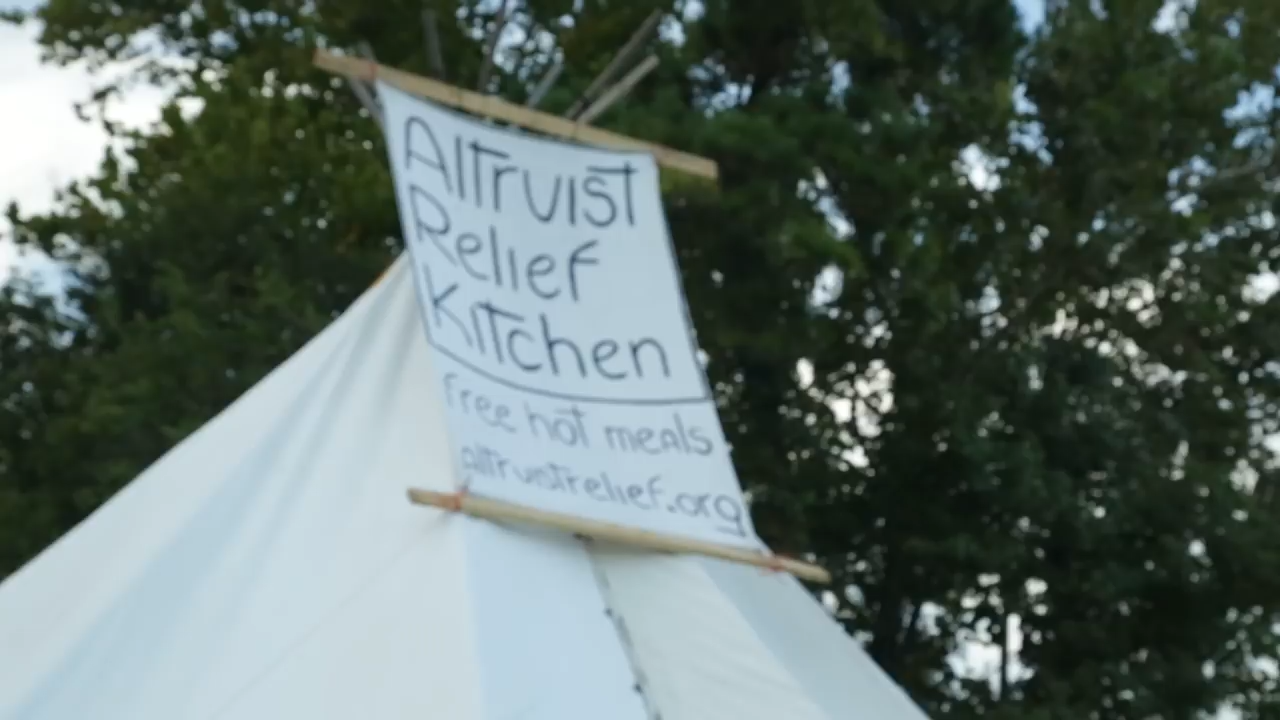 Altruist
Relief
Kitchen
free hot meals
altruistrelief.org